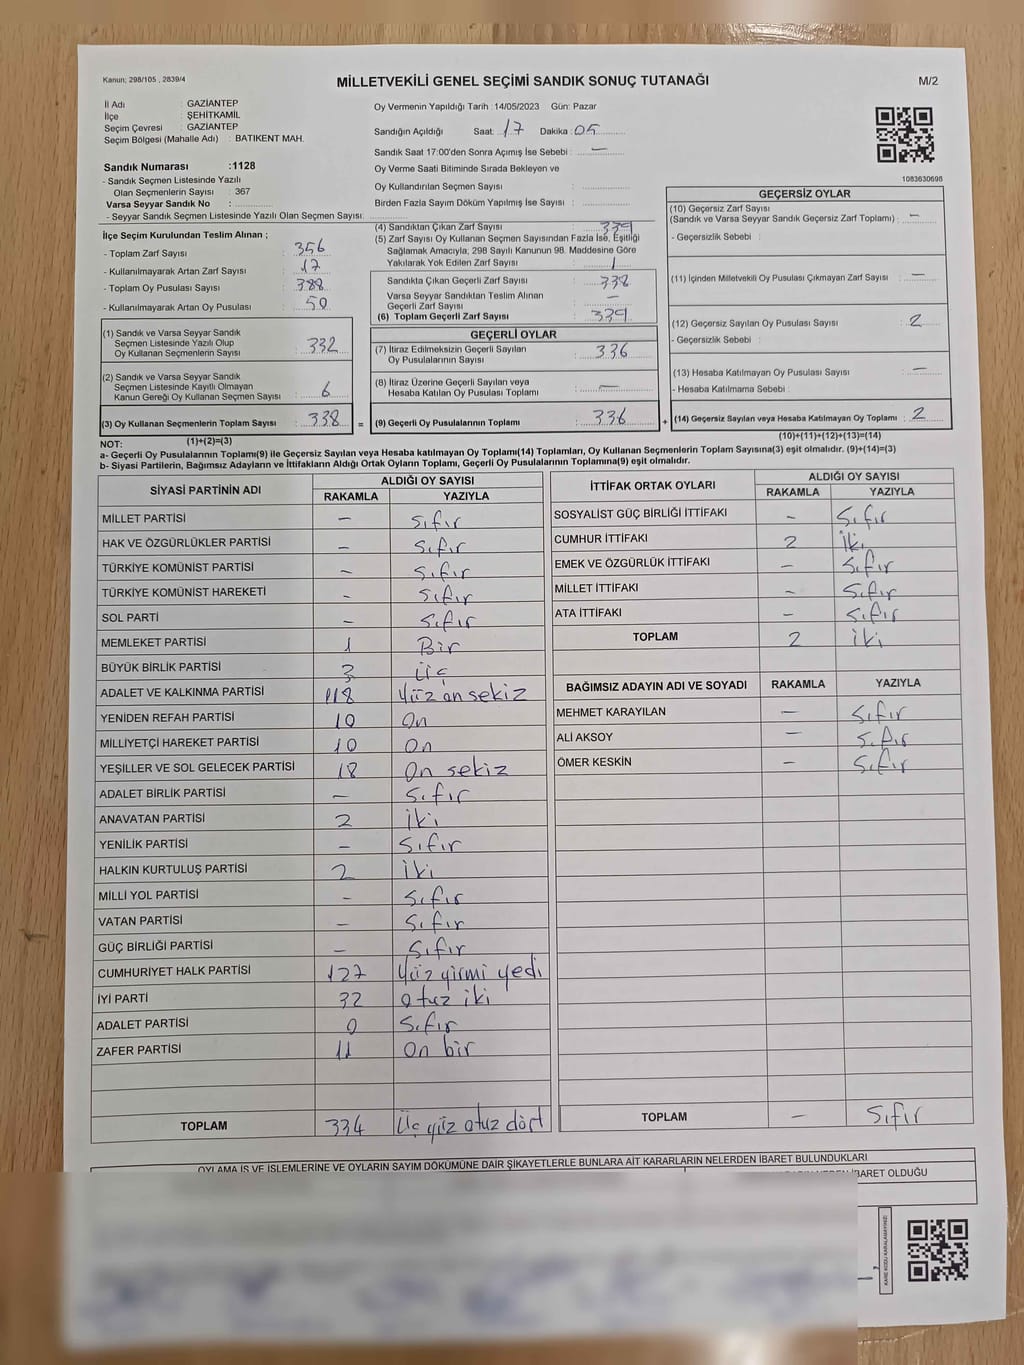 Kanun; 298/105 , 2839/4
MİLLETVEKİLİ GENEL SEÇİMİ SANDIK SONUÇ TUTANAĞI
M/2
İl Adı : GAZİANTEP
İlçe : ŞEHİTKAMİL
Seçim Çevresi : GAZİANTEP
Seçim Bölgesi (Mahalle Adı) : BATIKENT MAH.
Sandık Numarası :1128
- Sandık Seçmen Listesinde Yazılı
Olan Seçmenlerin Sayısı : 367
Varsa Seyyar Sandık No :
- Seyyar Sandık Seçmen Listesinde Yazılı Olan Seçmen Sayısı:
Oy Vermenin Yapıldığı Tarih :14/05/2023 Gün: Pazar
Sandığın Açıldığı Saat: 17 Dakika: 05
Sandık Saat 17:00'den Sonra Açımış İse Sebebi : —
Oy Verme Saati Bitiminde Sırada Bekleyen ve
Oy Kullandırılan Seçmen Sayısı :
Birden Fazla Sayım Döküm Yapılmış İse Sayısı :
1083630698
İlçe Seçim Kurulundan Teslim Alınan ;
- Toplam Zarf Sayısı : 356
- Kullanılmayarak Artan Zarf Sayısı : 17
- Toplam Oy Pusulası Sayısı : 388
- Kullanılmayarak Artan Oy Pusulası : 50
(1) Sandık ve Varsa Seyyar Sandık
Seçmen Listesinde Yazılı Olup
Oy Kullanan Seçmenlerin Sayısı : 332
(2) Sandık ve Varsa Seyyar Sandık
Seçmen Listesinde Kayıtlı Olmayan
Kanun Gereği Oy Kullanan Seçmen Sayısı : 6
(3) Oy Kullanan Seçmenlerin Toplam Sayısı : 338 =
(4) Sandıktan Çıkan Zarf Sayısı : 339
(5) Zarf Sayısı Oy Kullanan Seçmen Sayısından Fazla İse, Eşitliği
Sağlamak Amacıyla, 298 Sayılı Kanunun 98. Maddesine Göre
Yakılarak Yok Edilen Zarf Sayısı : 1
Sandıkta Çıkan Geçerli Zarf Sayısı : 338
Varsa Seyyar Sandıktan Teslim Alınan
Geçerli Zarf Sayısı : —
(6) Toplam Geçerli Zarf Sayısı : 339
GEÇERLİ OYLAR
(7) İtiraz Edilmeksizin Geçerli Sayılan
Oy Pusulalarının Sayısı : 336
(8) İtiraz Üzerine Geçerli Sayılan veya
Hesaba Katılan Oy Pusulası Toplamı : —
(9) Geçerli Oy Pusulalarının Toplamı : 336 +
GEÇERSİZ OYLAR
(10) Geçersiz Zarf Sayısı
(Sandık ve Varsa Seyyar Sandık Geçersiz Zarf Toplamı) : —
- Geçersizlik Sebebi :
(11) İçinden Milletvekili Oy Pusulası Çıkmayan Zarf Sayısı : —
(12) Geçersiz Sayılan Oy Pusulası Sayısı : 2
- Geçersizlik Sebebi :
(13) Hesaba Katılmayan Oy Pusulası Sayısı : —
- Hesaba Katılmama Sebebi :
(14) Geçersiz Sayılan veya Hesaba Katılmayan Oy Toplamı : 2
NOT: (1)+(2)=(3)
(10)+(11)+(12)+(13)=(14)
a- Geçerli Oy Pusulalarının Toplamı(9) ile Geçersiz Sayılan veya Hesaba katılmayan Oy Toplamı(14) Toplamları, Oy Kullanan Seçmenlerin Toplam Sayısına(3) eşit olmalıdır. (9)+(14)=(3)
b- Siyasi Partilerin, Bağımsız Adayların ve İttifakların Aldığı Ortak Oyların Toplamı, Geçerli Oy Pusulalarının Toplamına(9) eşit olmalıdır.
SİYASİ PARTİNİN ADI ALDIĞI OY SAYISI
RAKAMLA YAZIYLA
MİLLET PARTİSİ — Sıfır
HAK VE ÖZGÜRLÜKLER PARTİSİ — Sıfır
TÜRKİYE KOMÜNİST PARTİSİ — Sıfır
TÜRKİYE KOMÜNİST HAREKETİ — Sıfır
SOL PARTİ — Sıfır
MEMLEKET PARTİSİ 1 Bir
BÜYÜK BİRLİK PARTİSİ 3 Üç
ADALET VE KALKINMA PARTİSİ 118 Yüz on sekiz
YENİDEN REFAH PARTİSİ 10 On
MİLLİYETÇİ HAREKET PARTİSİ 10 On
YEŞİLLER VE SOL GELECEK PARTİSİ 18 On sekiz
ADALET BİRLİK PARTİSİ — Sıfır
ANAVATAN PARTİSİ 2 İki
YENİLİK PARTİSİ — Sıfır
HALKIN KURTULUŞ PARTİSİ 2 İki
MİLLİ YOL PARTİSİ — Sıfır
VATAN PARTİSİ — Sıfır
GÜÇ BİRLİĞİ PARTİSİ — Sıfır
CUMHURİYET HALK PARTİSİ 127 Yüz yirmi yedi
İYİ PARTİ 32 Otuz iki
ADALET PARTİSİ 0 Sıfır
ZAFER PARTİSİ 11 On bir
TOPLAM 334 Üç yüz otuz dört
İTTİFAK ORTAK OYLARI ALDIĞI OY SAYISI
RAKAMLA YAZIYLA
SOSYALİST GÜÇ BİRLİĞİ İTTİFAKI — Sıfır
CUMHUR İTTİFAKI 2 İki
EMEK VE ÖZGÜRLÜK İTTİFAKI — Sıfır
MİLLET İTTİFAKI — Sıfır
ATA İTTİFAKI — Sıfır
TOPLAM 2 İki
BAĞIMSIZ ADAYIN ADI VE SOYADI RAKAMLA YAZIYLA
MEHMET KARAYILAN — Sıfır
ALİ AKSOY — Sıfır
ÖMER KESKİN — Sıfır
TOPLAM — Sıfır
OYLAMA İŞ VE İŞLEMLERİNE VE OYLARIN SAYIM DÖKÜMÜNE DAİR ŞİKAYETLERLE BUNLARA AİT KARARLARIN NELERDEN İBARET BULUNDUKLARI
İBARET OLDUĞU
KARE KODU KARALAMAYINIZ!